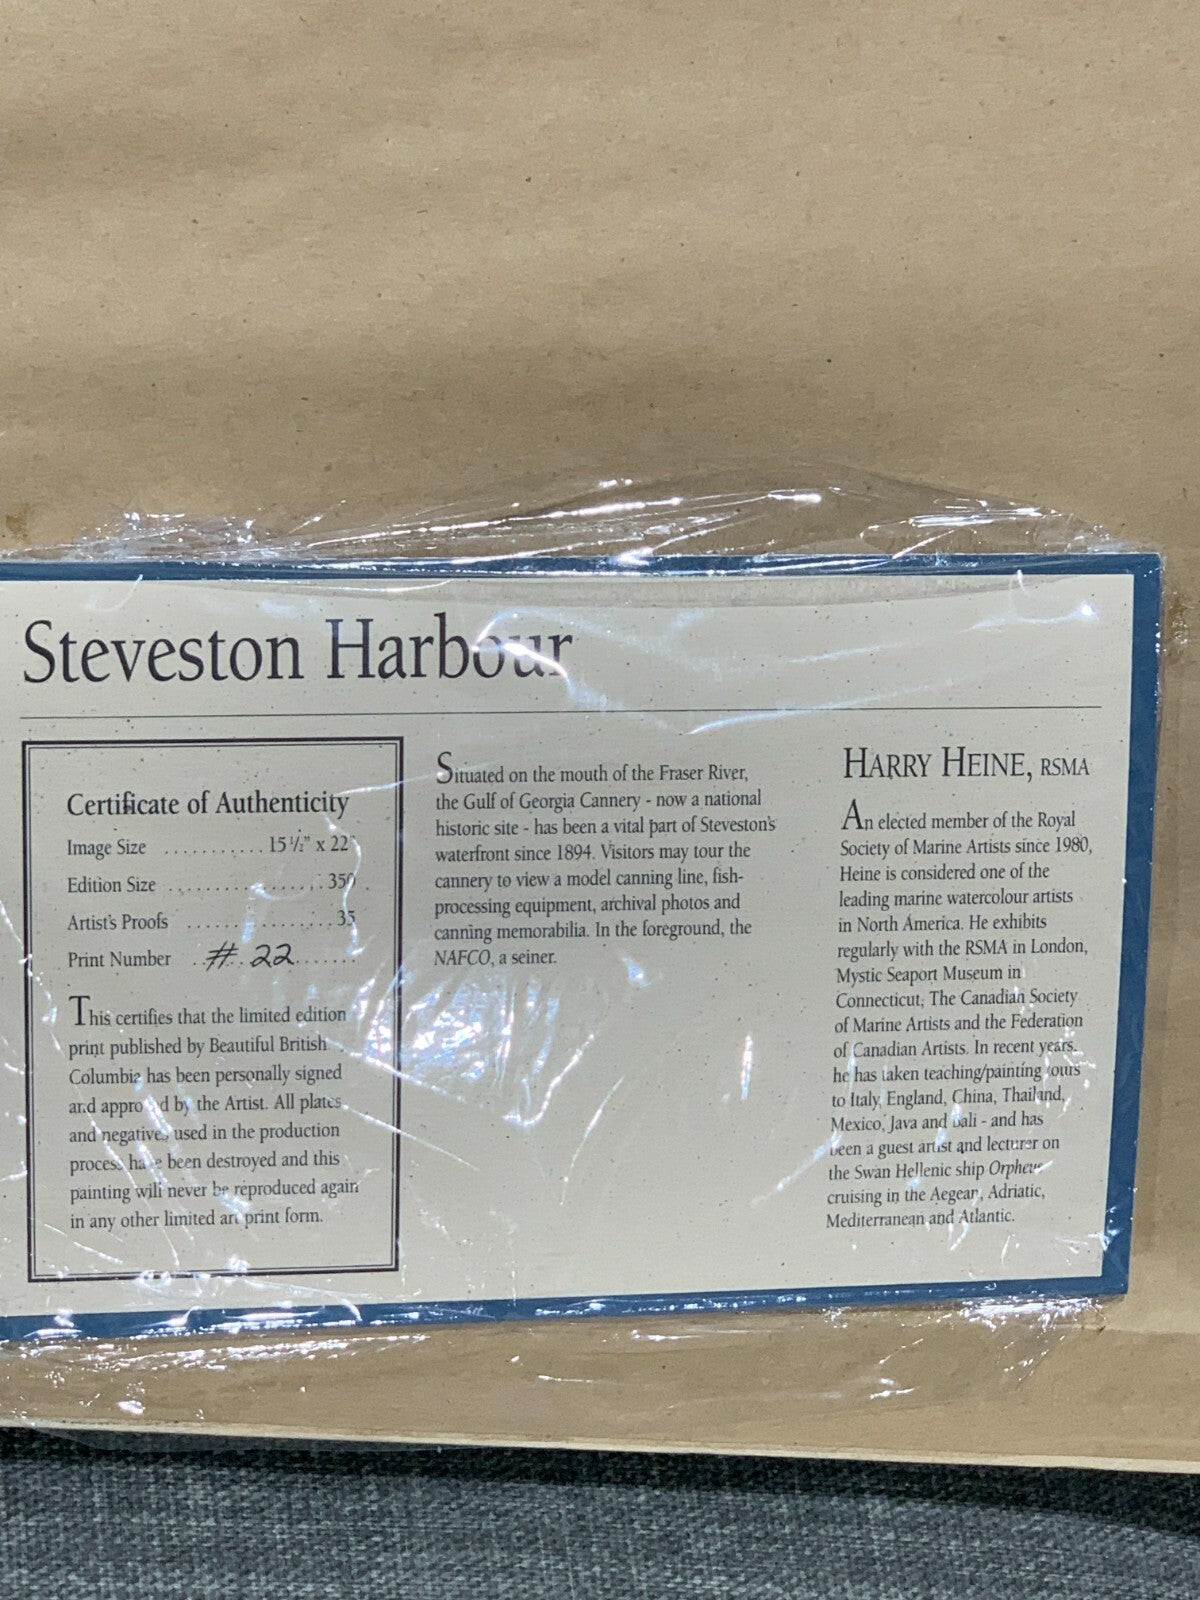 Steveston Harbour
Certificate of Authenticity
Image Size ........... 15 1/2" x 22"
Edition Size .................. 350
Artist's Proofs ................ 35
Print Number . # 22 .......
This certifies that the limited edition
print published by Beautiful British
Columbia has been personally signed
and approved by the Artist. All plates
and negatives used in the production
process have been destroyed and this
painting will never be reproduced again
in any other limited art print form.
Situated on the mouth of the Fraser River,
the Gulf of Georgia Cannery - now a national
historic site - has been a vital part of Steveston's
waterfront since 1894. Visitors may tour the
cannery to view a model canning line, fish-
processing equipment, archival photos and
canning memorabilia. In the foreground, the
NAFCO, a seiner.
HARRY HEINE, RSMA
An elected member of the Royal
Society of Marine Artists since 1980,
Heine is considered one of the
leading marine watercolour artists
in North America. He exhibits
regularly with the RSMA in London,
Mystic Seaport Museum in
Connecticut, The Canadian Society
of Marine Artists and the Federation
of Canadian Artists. In recent years,
he has taken teaching/painting tours
to Italy, England, China, Thailand,
Mexico, Java and Bali - and has
been a guest artist and lecturer on
the Swan Hellenic ship Orpheus
cruising in the Aegean, Adriatic,
Mediterranean and Atlantic.